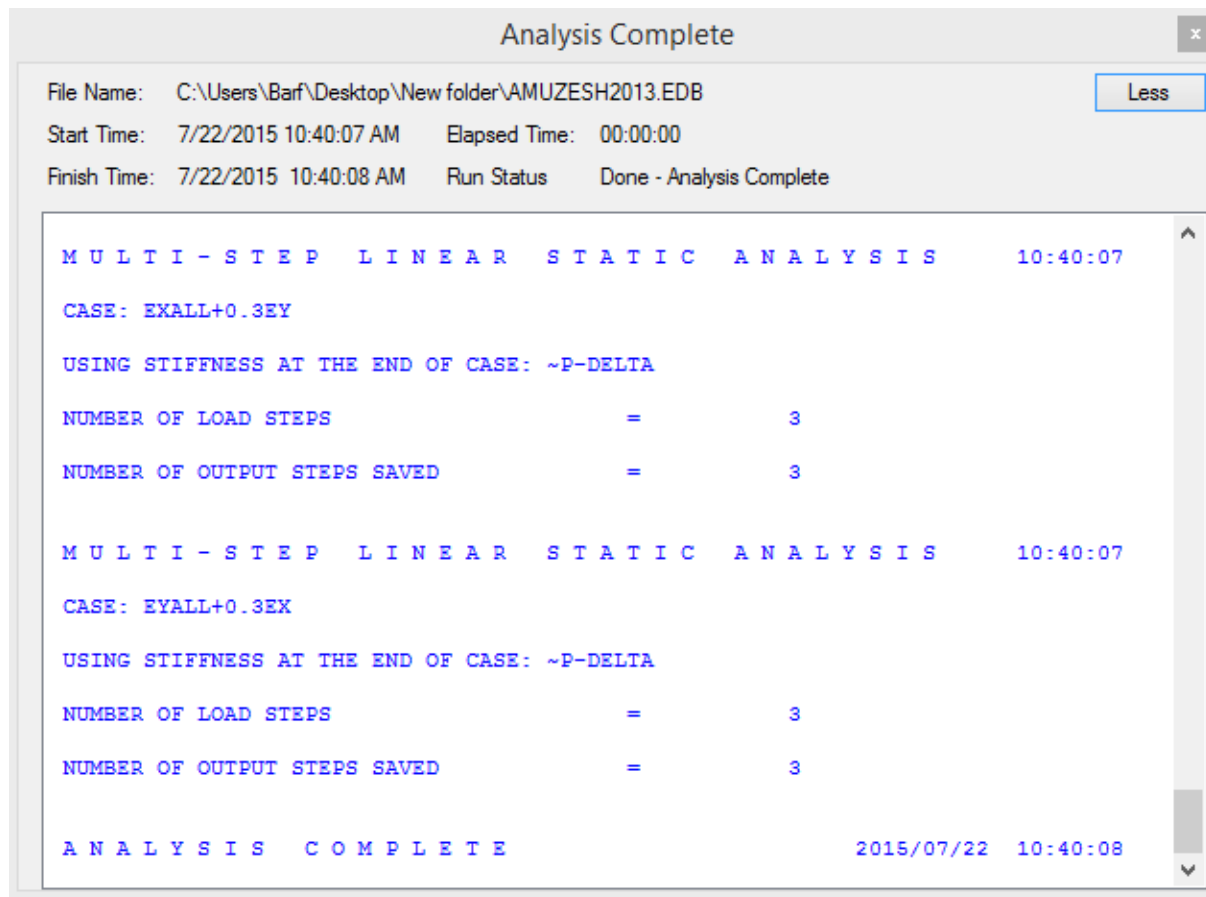 Analysis Complete
x
File Name: C:\Users\Barf\Desktop\New folder\AMUZESH2013.EDB Less
Start Time: 7/22/2015 10:40:07 AM Elapsed Time: 00:00:00
Finish Time: 7/22/2015 10:40:08 AM Run Status Done - Analysis Complete
M U L T I - S T E P L I N E A R S T A T I C A N A L Y S I S 10:40:07
CASE: EXALL+0.3EY
USING STIFFNESS AT THE END OF CASE: ~P-DELTA
NUMBER OF LOAD STEPS = 3
NUMBER OF OUTPUT STEPS SAVED = 3
M U L T I - S T E P L I N E A R S T A T I C A N A L Y S I S 10:40:07
CASE: EYALL+0.3EX
USING STIFFNESS AT THE END OF CASE: ~P-DELTA
NUMBER OF LOAD STEPS = 3
NUMBER OF OUTPUT STEPS SAVED = 3
A N A L Y S I S C O M P L E T E 2015/07/22 10:40:08